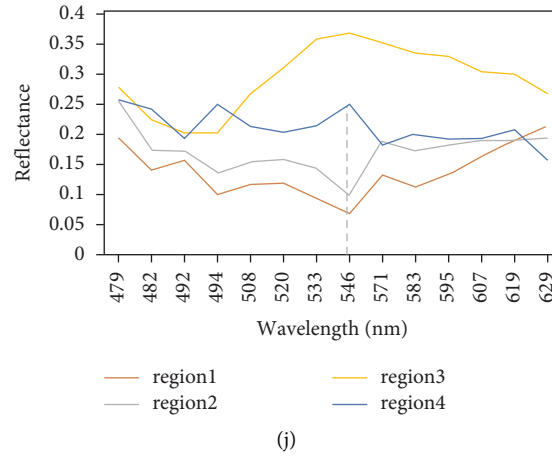 0.4
0.35
0.3
0.25
0.2
0.15
0.1
0.05
0
Reflectance
479 482 492 494 508 520 533 546 571 583 595 607 619 629
Wavelength (nm)
region1 region3
region2 region4
(j)